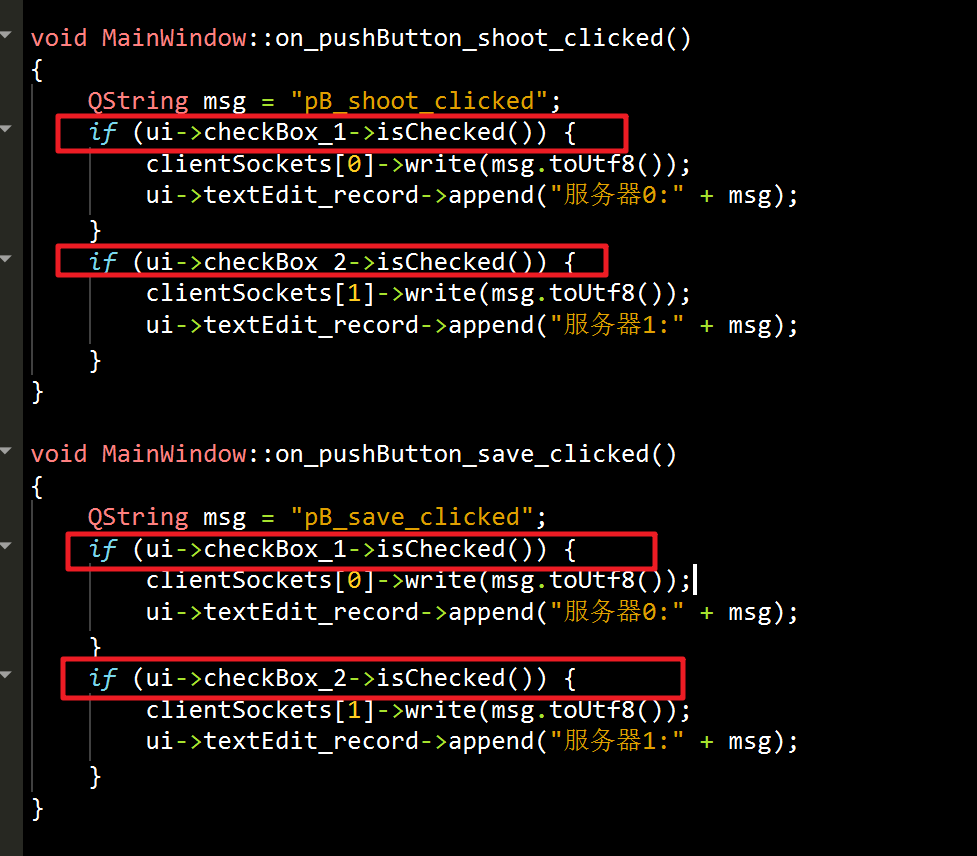 void MainWindow::on_pushButton_shoot_clicked()
{
    QString msg = "pB_shoot_clicked";
    if (ui->checkBox_1->isChecked()) {
        clientSockets[0]->write(msg.toUtf8());
        ui->textEdit_record->append("服务器0:" + msg);
    }
    if (ui->checkBox_2->isChecked()) {
        clientSockets[1]->write(msg.toUtf8());
        ui->textEdit_record->append("服务器1:" + msg);
    }
}
void MainWindow::on_pushButton_save_clicked()
{
    QString msg = "pB_save_clicked";
    if (ui->checkBox_1->isChecked()) {
        clientSockets[0]->write(msg.toUtf8());
        ui->textEdit_record->append("服务器0:" + msg);
    }
    if (ui->checkBox_2->isChecked()) {
        clientSockets[1]->write(msg.toUtf8());
        ui->textEdit_record->append("服务器1:" + msg);
    }
}